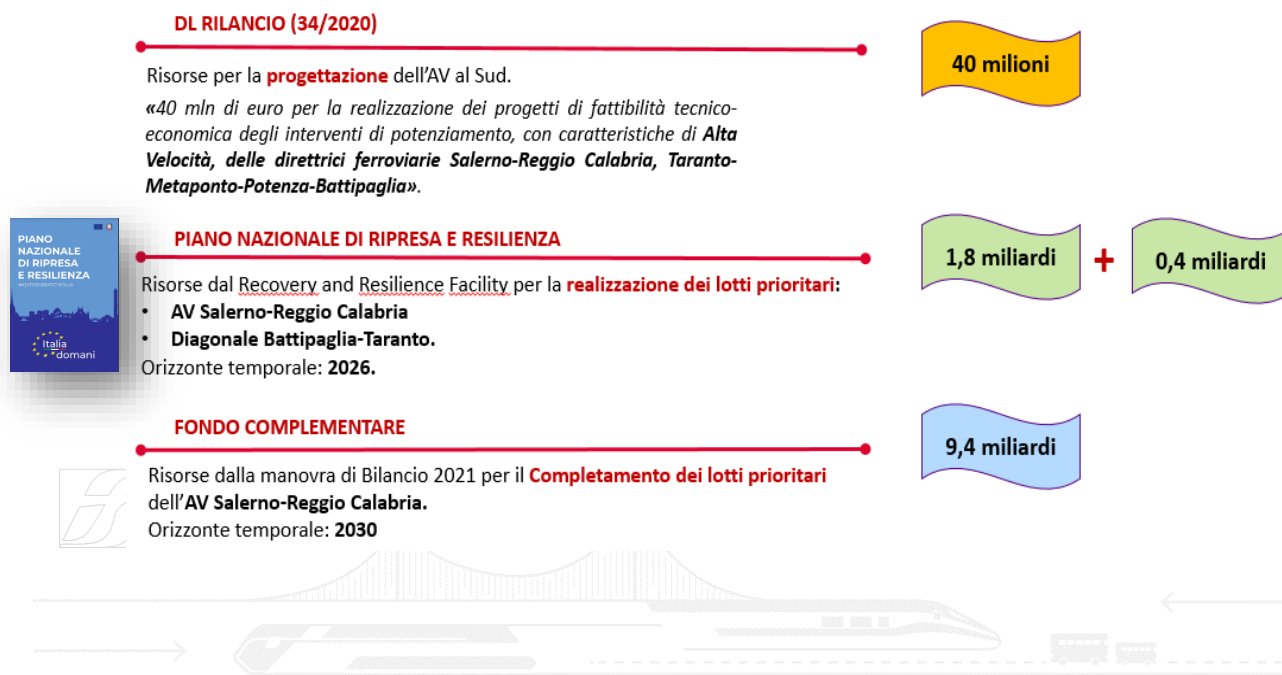 DL RILANCIO (34/2020)
40 milioni
Risorse per la progettazione dell'AV al Sud.
«40 mln di euro per la realizzazione dei progetti di fattibilità tecnico-
economica degli interventi di potenziamento, con caratteristiche di Alta
Velocità, delle direttrici ferroviarie Salerno-Reggio Calabria, Taranto-
Metaponto-Potenza-Battipaglia».
PIANO
NAZIONALE
DI RIPRESA
E RESILIENZA
Italia
domani
PIANO NAZIONALE DI RIPRESA E RESILIENZA
1,8 miliardi + 0,4 miliardi
Risorse dal Recovery and Resilience Facility per la realizzazione dei lotti prioritari:
• AV Salerno-Reggio Calabria
• Diagonale Battipaglia-Taranto.
Orizzonte temporale: 2026.
FONDO COMPLEMENTARE
9,4 miliardi
Risorse dalla manovra di Bilancio 2021 per il Completamento dei lotti prioritari
dell'AV Salerno-Reggio Calabria.
Orizzonte temporale: 2030